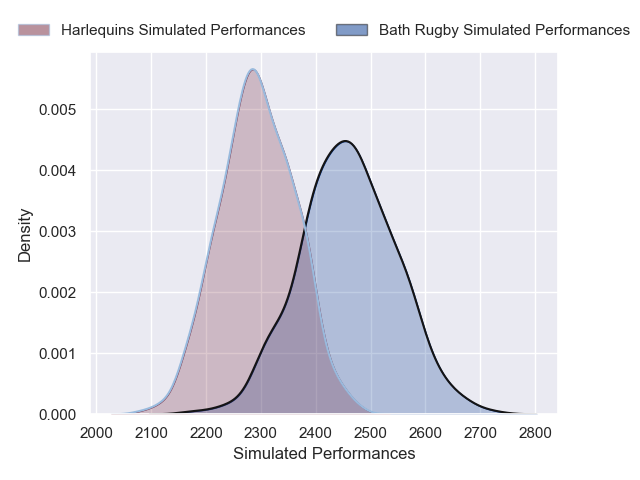 Harlequins Simulated Performances Bath Rugby Simulated Performances
0.005
0.004
0.003
0.002
0.001
0.000
Density
2000 2100 2200 2300 2400 2500 2600 2700 2800
Simulated Performances